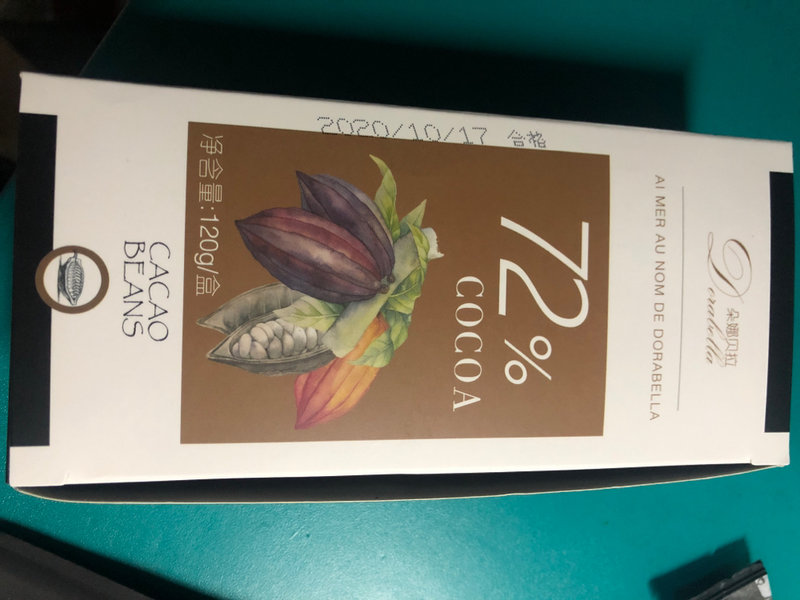 Dorabella
朵娜贝拉
AI MER AU NOM DE DORABELLA
72%
COCOA
净含量:120g/盒
CACAO
BEANS
2020/10/17 合格